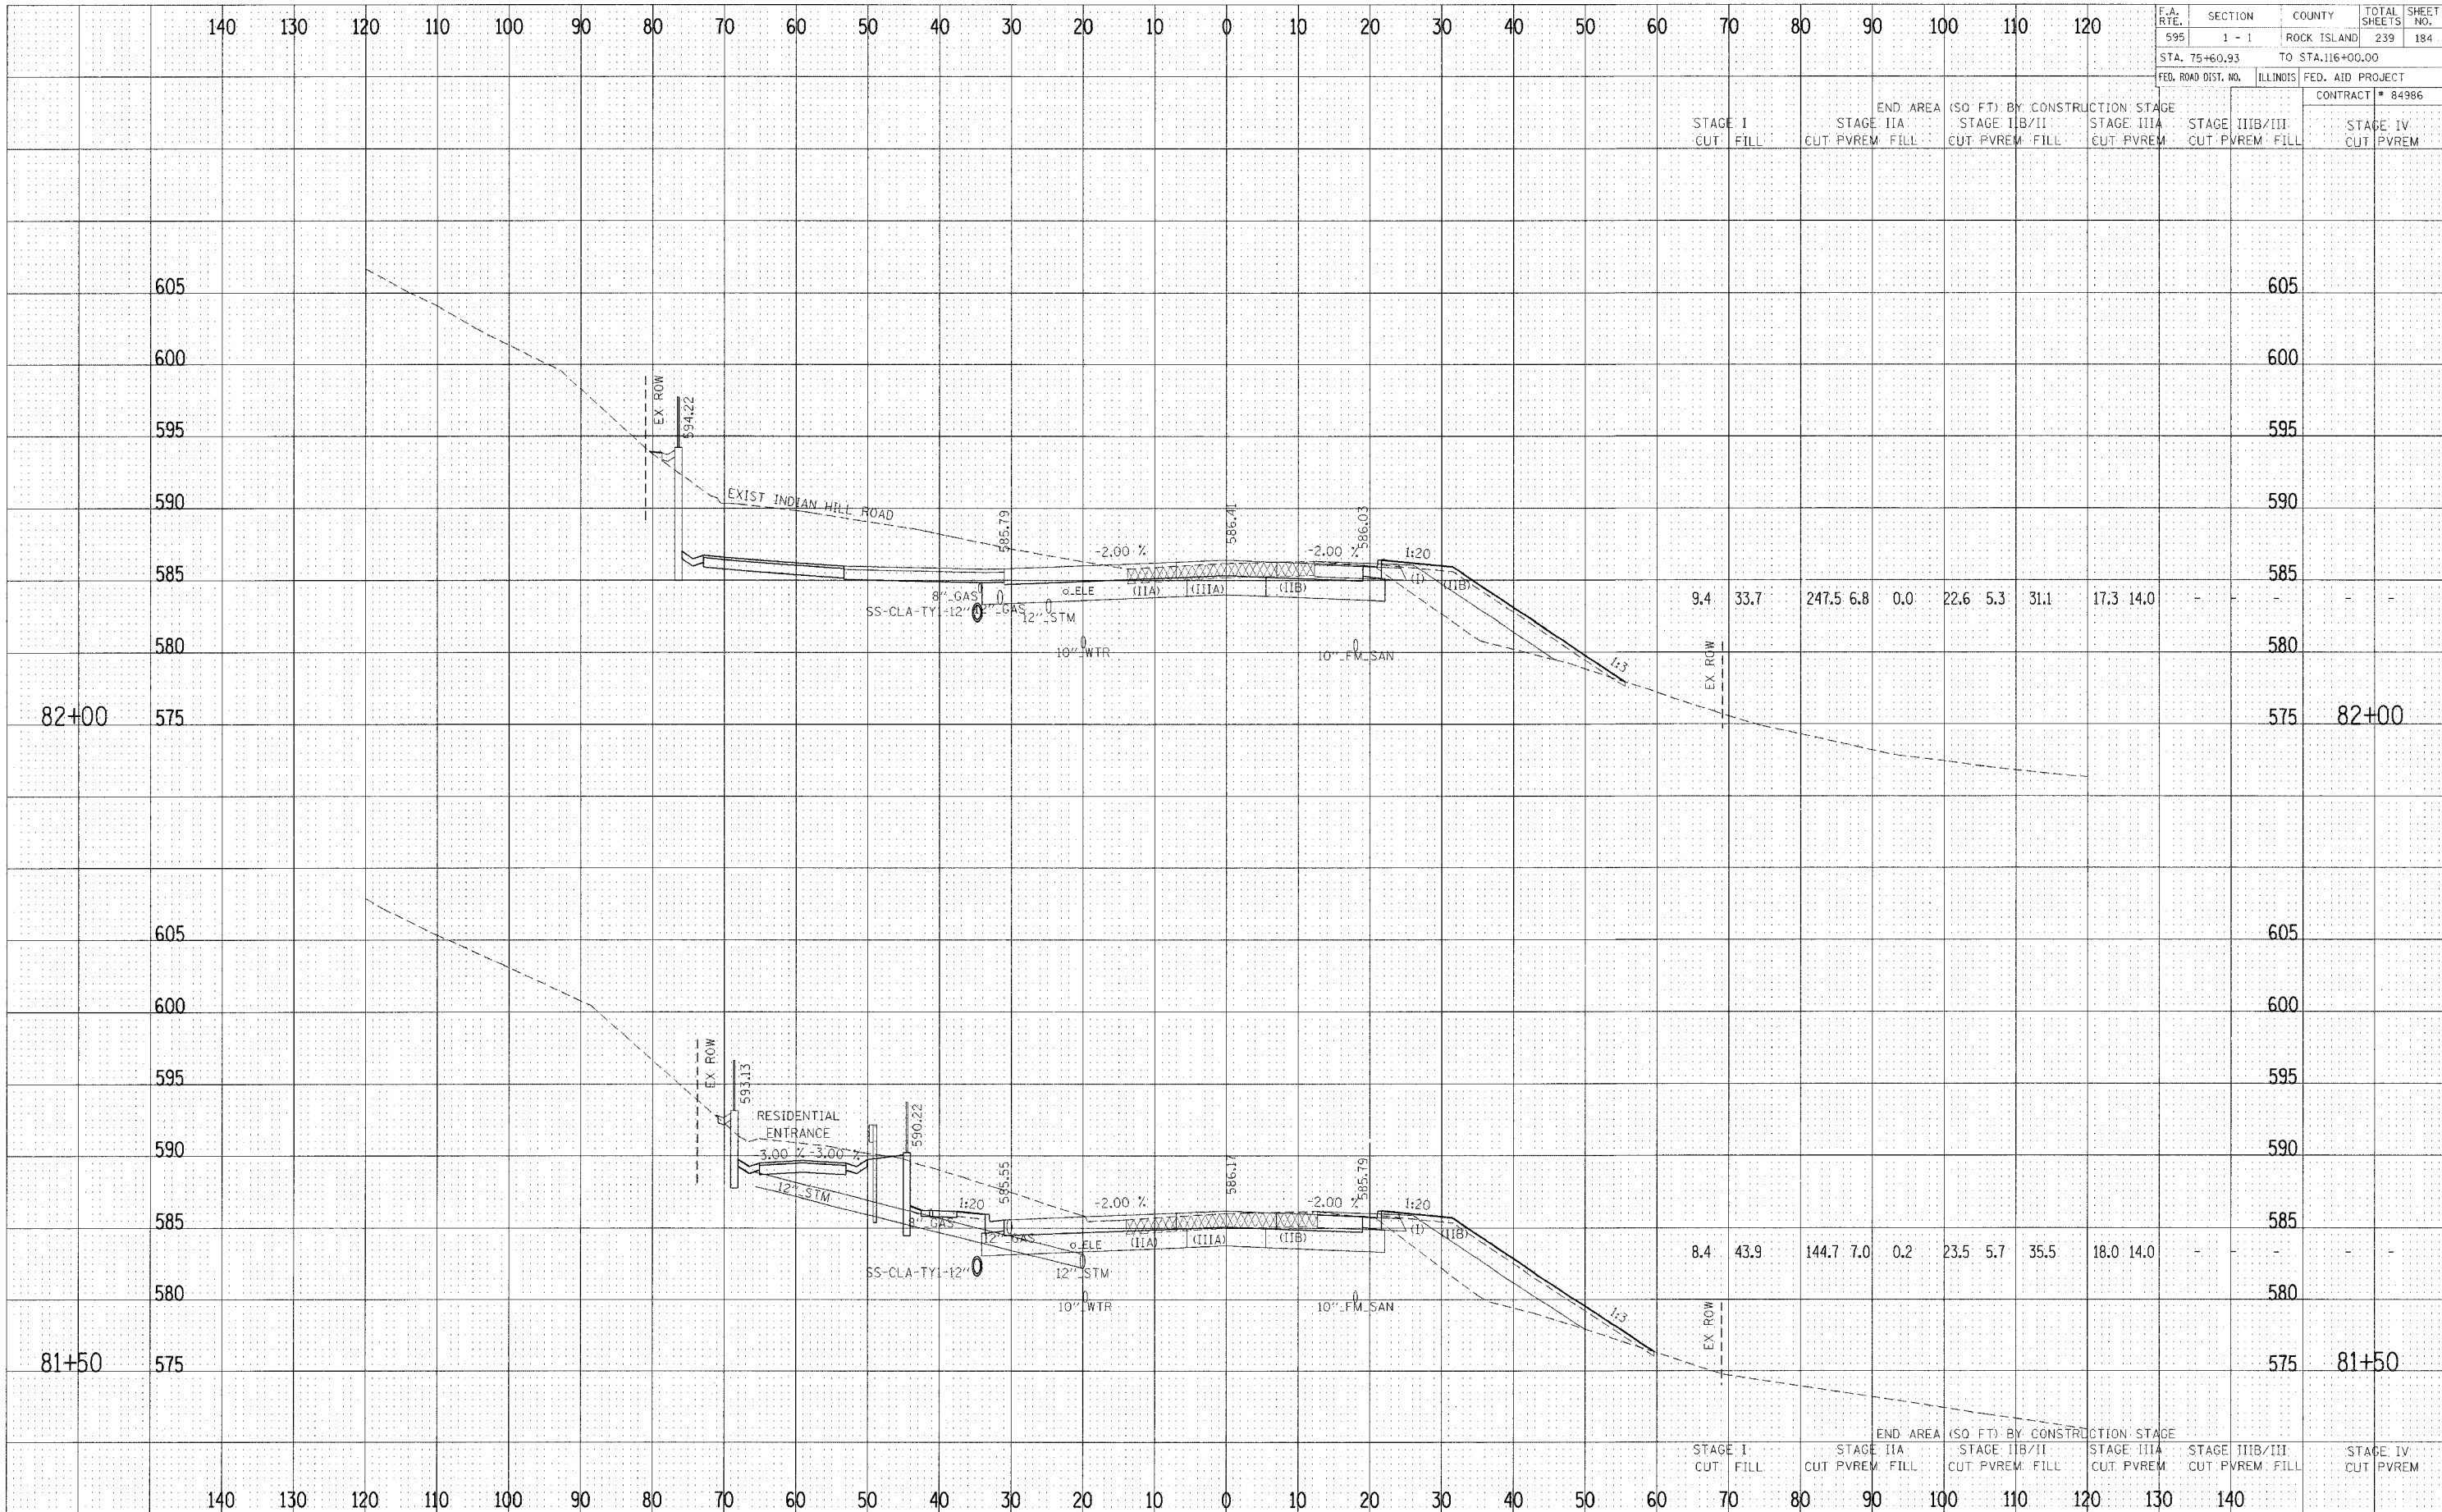 140 130 120 110 100 90 80 70 60 50 40 30 20 10 0 10 20 30 40 50 60 70 80 90 100 110 120
F.A. RTE. SECTION COUNTY TOTAL SHEETS SHEET NO.
595 1 - 1 ROCK ISLAND 239 184
STA. 75+60.93 TO STA.116+00.00
FED. ROAD DIST. NO. ILLINOIS FED. AID PROJECT
CONTRACT # 84986
END AREA (SQ FT) BY CONSTRUCTION STAGE
STAGE I STAGE IIA STAGE IIB/II STAGE IIIA STAGE IIIB/III STAGE IV
CUT FILL CUT PVREM FILL CUT PVREM FILL CUT PVREM CUT PVREM FILL CUT PVREM
605 605
600 600
EX ROW
594.22
595 595
590 590
EXIST INDIAN HILL ROAD
585.79
586.41
586.03
-2.00 % -2.00 % 1:20
585 585
8"_GAS
12"_GAS
o_ELE (IIA) (IIIA) (IIB) (I) (IIB)
SS-CLA-TY1-12"
12"_STM
9.4 33.7 247.5 6.8 0.0 22.6 5.3 31.1 17.3 14.0 - - - - -
580 580
10"_WTR 10"_FM_SAN
1:3
EX ROW
82+00 575 575 82+00
605 605
600 600
EX ROW
593.13
595 595
RESIDENTIAL
ENTRANCE
590.22
590 590
-3.00 % -3.00 %
12"_STM
585.55
586.17
585.79
1:20 -2.00 % -2.00 % 1:20
585 585
8"_GAS
12"_GAS
o_ELE (IIA) (IIIA) (IIB) (I) (IIB)
SS-CLA-TY1-12"
12"_STM
8.4 43.9 144.7 7.0 0.2 23.5 5.7 35.5 18.0 14.0 - - - - -
580 580
10"_WTR 10"_FM_SAN
1:3
EX ROW
81+50 575 575 81+50
END AREA (SQ FT) BY CONSTRUCTION STAGE
STAGE I STAGE IIA STAGE IIB/II STAGE IIIA STAGE IIIB/III STAGE IV
CUT FILL CUT PVREM FILL CUT PVREM FILL CUT PVREM CUT PVREM FILL CUT PVREM
140 130 120 110 100 90 80 70 60 50 40 30 20 10 0 10 20 30 40 50 60 70 80 90 100 110 120 130 140